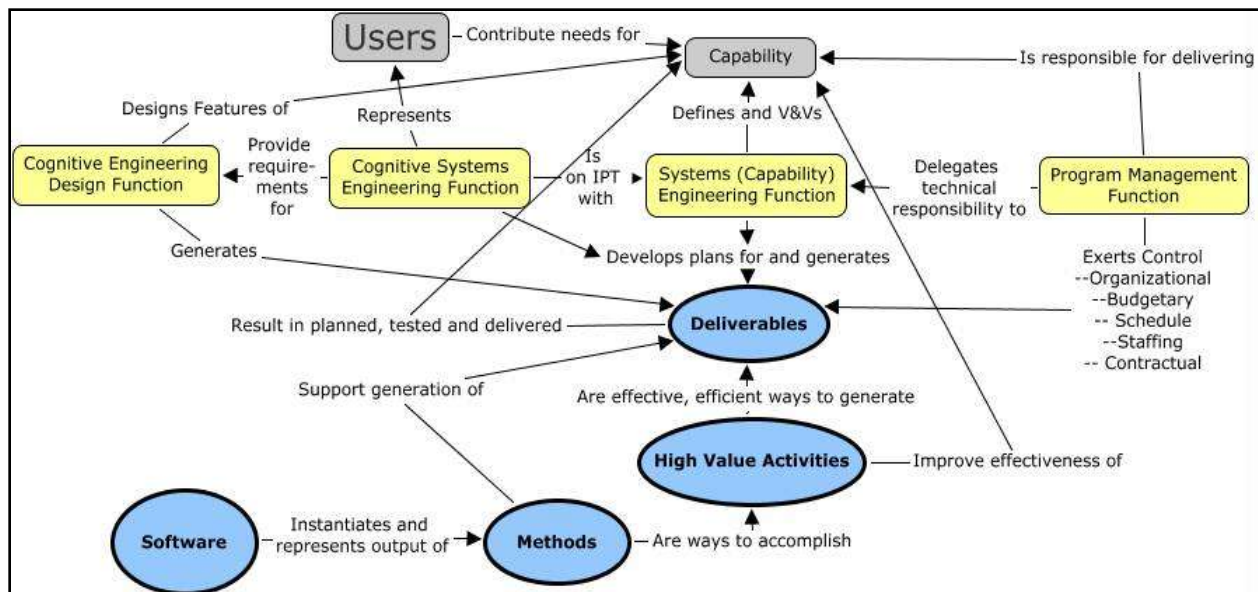 Users
Contribute needs for
Capability
Is responsible for delivering
Designs Features of
Represents
Defines and V&Vs
Cognitive Engineering
Design Function
Provide
require-
ments
for
Cognitive Systems
Engineering Function
Is
on IPT
with
Systems (Capability)
Engineering Function
Delegates
technical
responsibility to
Program Management
Function
Generates
Develops plans for and generates
Exerts Control
--Organizational
--Budgetary
-- Schedule
--Staffing
-- Contractual
Result in planned, tested and delivered
Deliverables
Support generation of
Are effective, efficient ways to generate
High Value Activities
Improve effectiveness of
Software
Instantiates and
represents output of
Methods
Are ways to accomplish